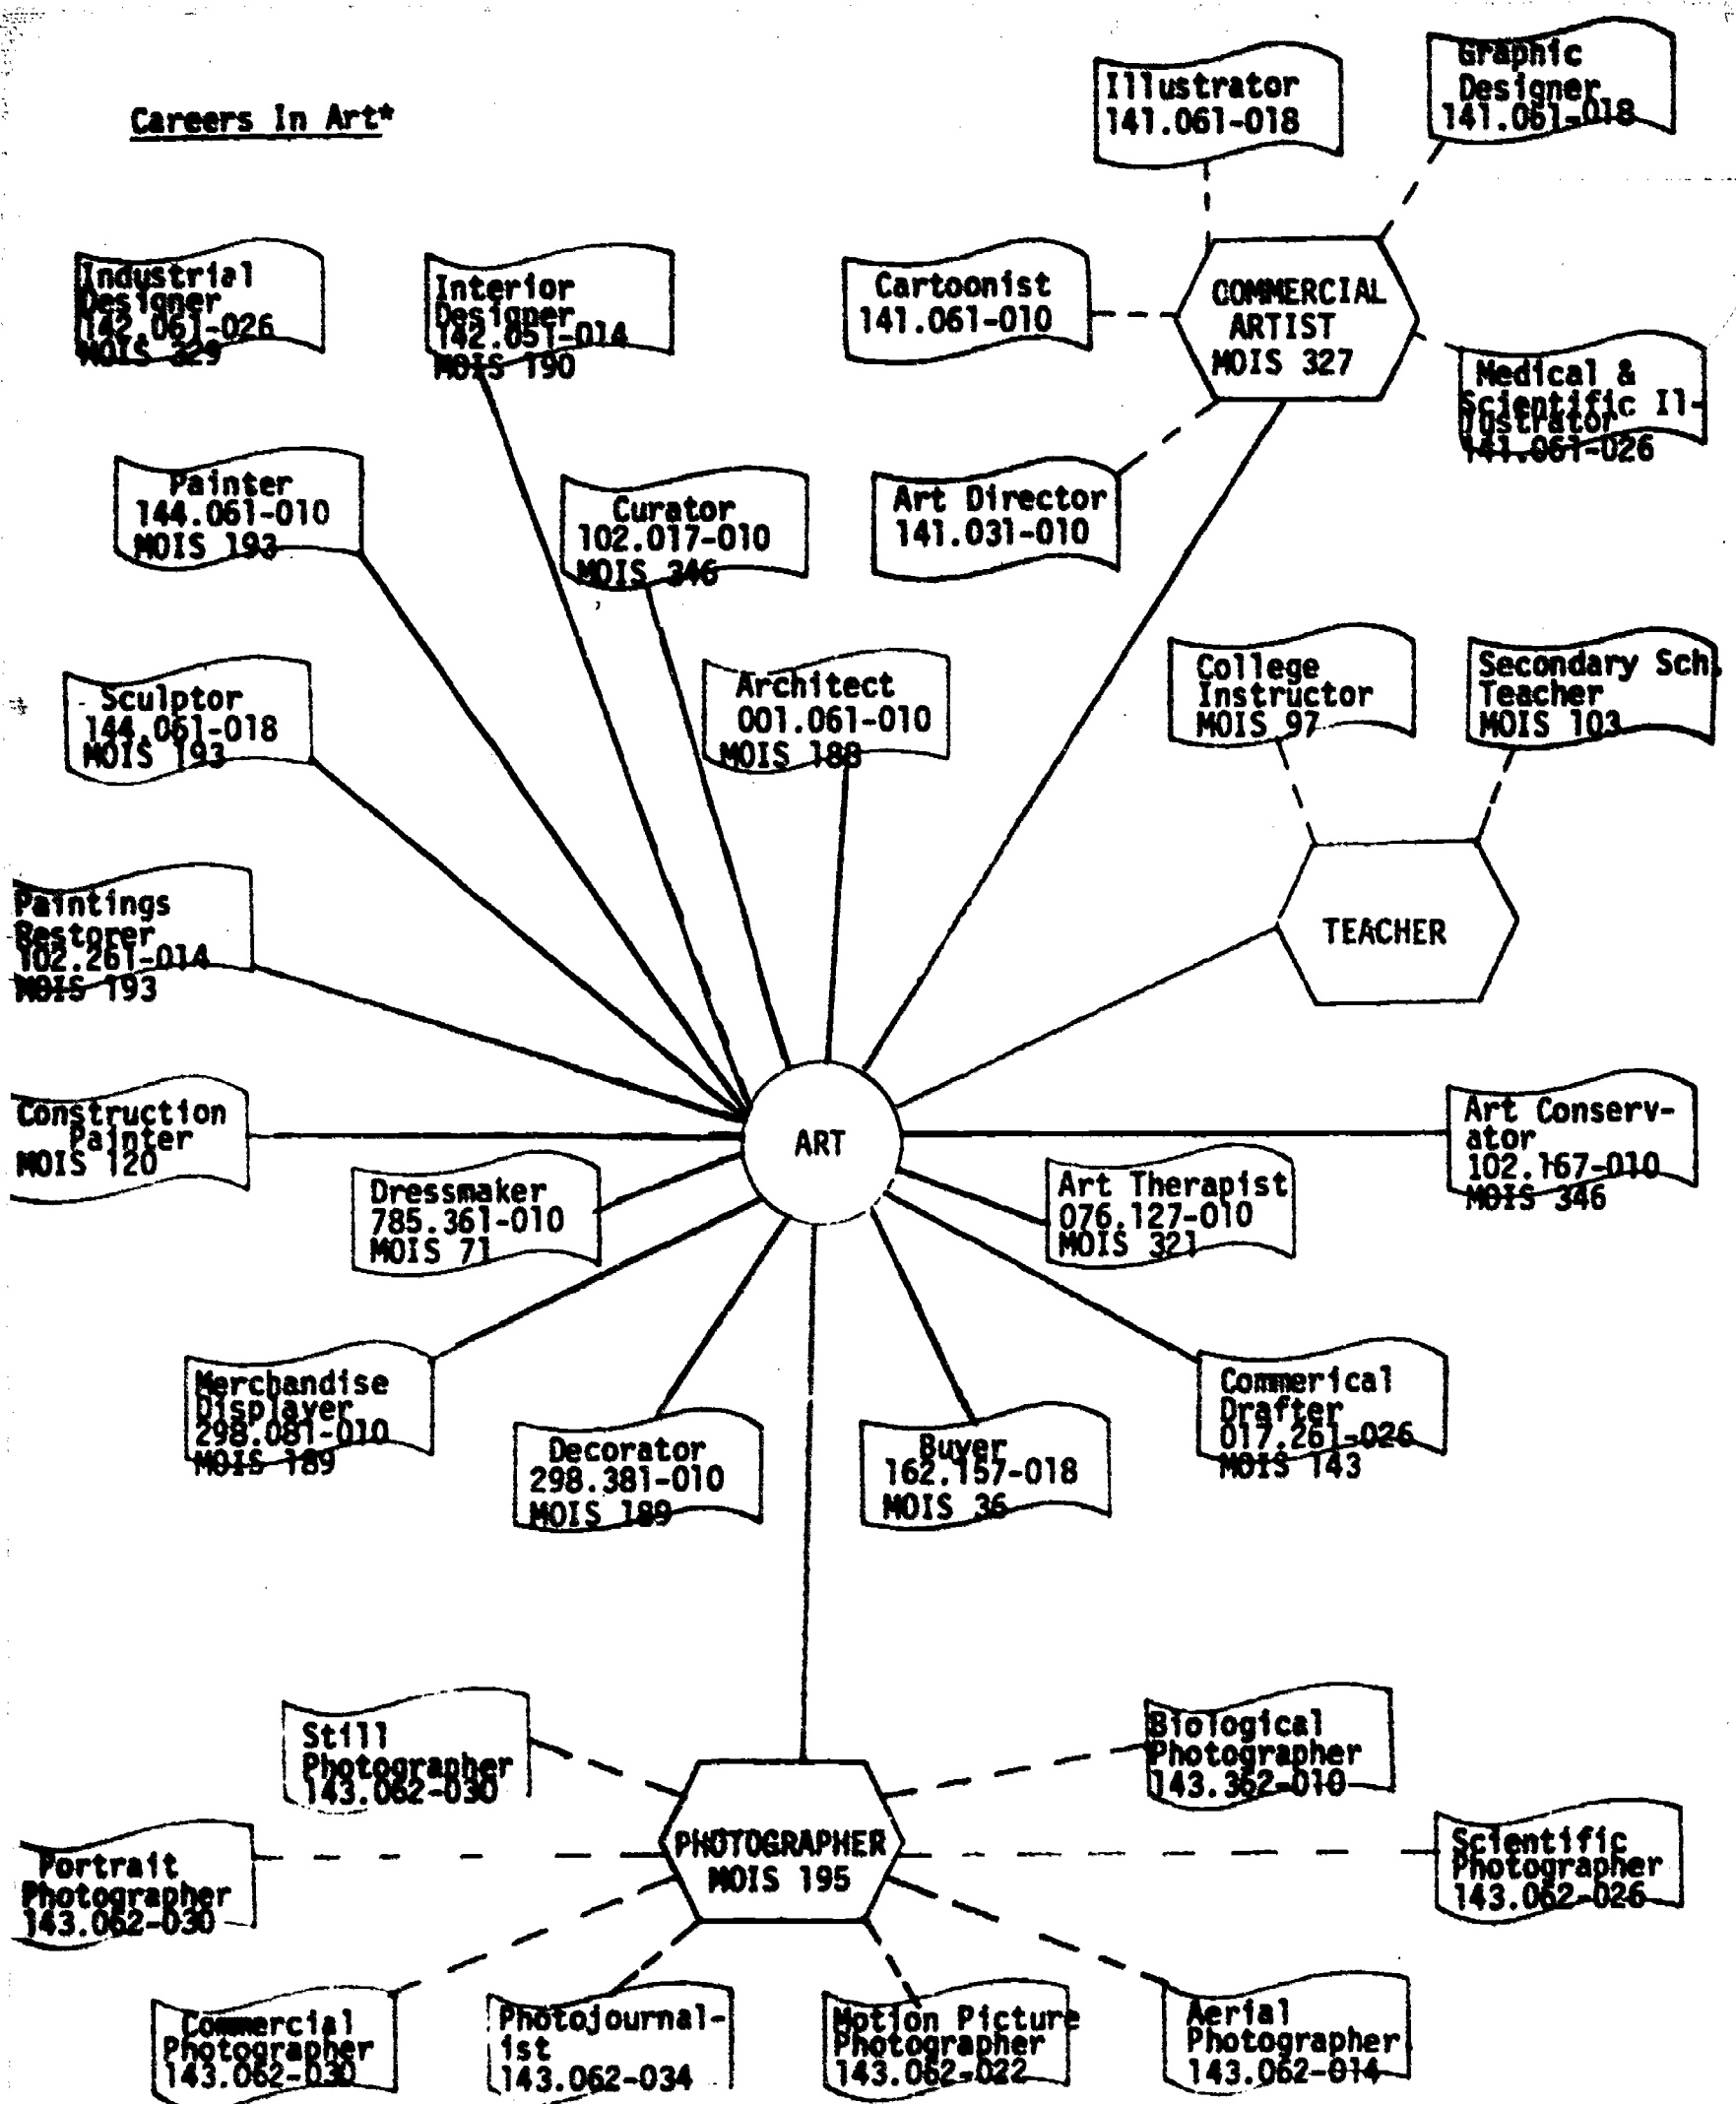 Careers In Art*
Illustrator
141.061-018
Graphic
Designer
141.061-018
Industrial
Designer
142.061-026
MOIS 329
Interior
Designer
142.051-014
MOIS 190
Cartoonist
141.061-010
COMMERCIAL
ARTIST
MOIS 327
Medical &
Scientific Il-
lustrator
141.061-026
Painter
144.061-010
MOIS 193
Curator
102.017-010
MOIS 346
Art Director
141.031-010
Sculptor
144.061-018
MOIS 193
Architect
001.061-010
MOIS 188
College
Instructor
MOIS 97
Secondary Sch.
Teacher
MOIS 103
Paintings
Restorer
102.261-014
MOIS 193
TEACHER
Construction
Painter
MOIS 120
ART
Art Conserv-
ator
102.167-010
MOIS 346
Dressmaker
785.361-010
MOIS 71
Art Therapist
076.127-010
MOIS 321
Merchandise
Displayer
298.081-010
MOIS 189
Decorator
298.381-010
MOIS 189
Buyer
162.157-018
MOIS 36
Commerical
Drafter
017.261-026
MOIS 143
Still
Photographer
143.062-030
Biological
Photographer
143.362-010
Portrait
Photographer
143.062-030
PHOTOGRAPHER
MOIS 195
Scientific
Photographer
143.062-026
Commercial
Photographer
143.062-030
Photojournal-
ist
143.062-034
Motion Picture
Photographer
143.062-022
Aerial
Photographer
143.062-014